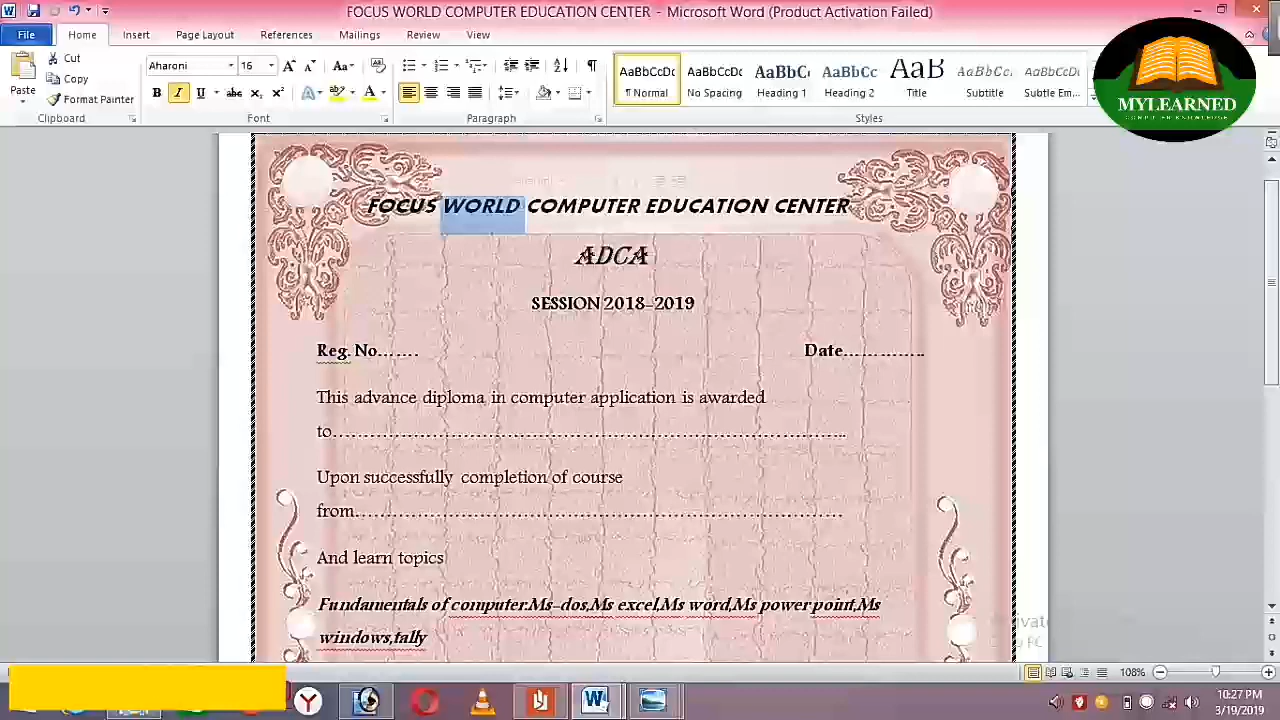 FOCUS WORLD COMPUTER EDUCATION CENTER - Microsoft Word (Product Activation Failed)
File Home Insert Page Layout References Mailings Review View
Cut
Copy
Format Painter
Paste
Aharoni 16
AaBbCcDc AaBbCcDc AaBbC AaBbCc AaB AaBbCcD AaBbCcDc
¶ Normal No Spacing Heading 1 Heading 2 Title Subtitle Subtle Em...
Clipboard Font Paragraph Styles
MYLEARNED
COMPUTER KNOWLEDGE
FOCUS WORLD COMPUTER EDUCATION CENTER
ADCA
SESSION 2018-2019
Reg. No....... Date..............
This advance diploma in computer application is awarded
to..........................................................................................
Upon successfully completion of course
from......................................................................................
And learn topics
Fundamentals of computer.Ms-dos,Ms excel,Ms word,Ms power point,Ms
windows,tally
108%
10:27 PM
3/19/2019